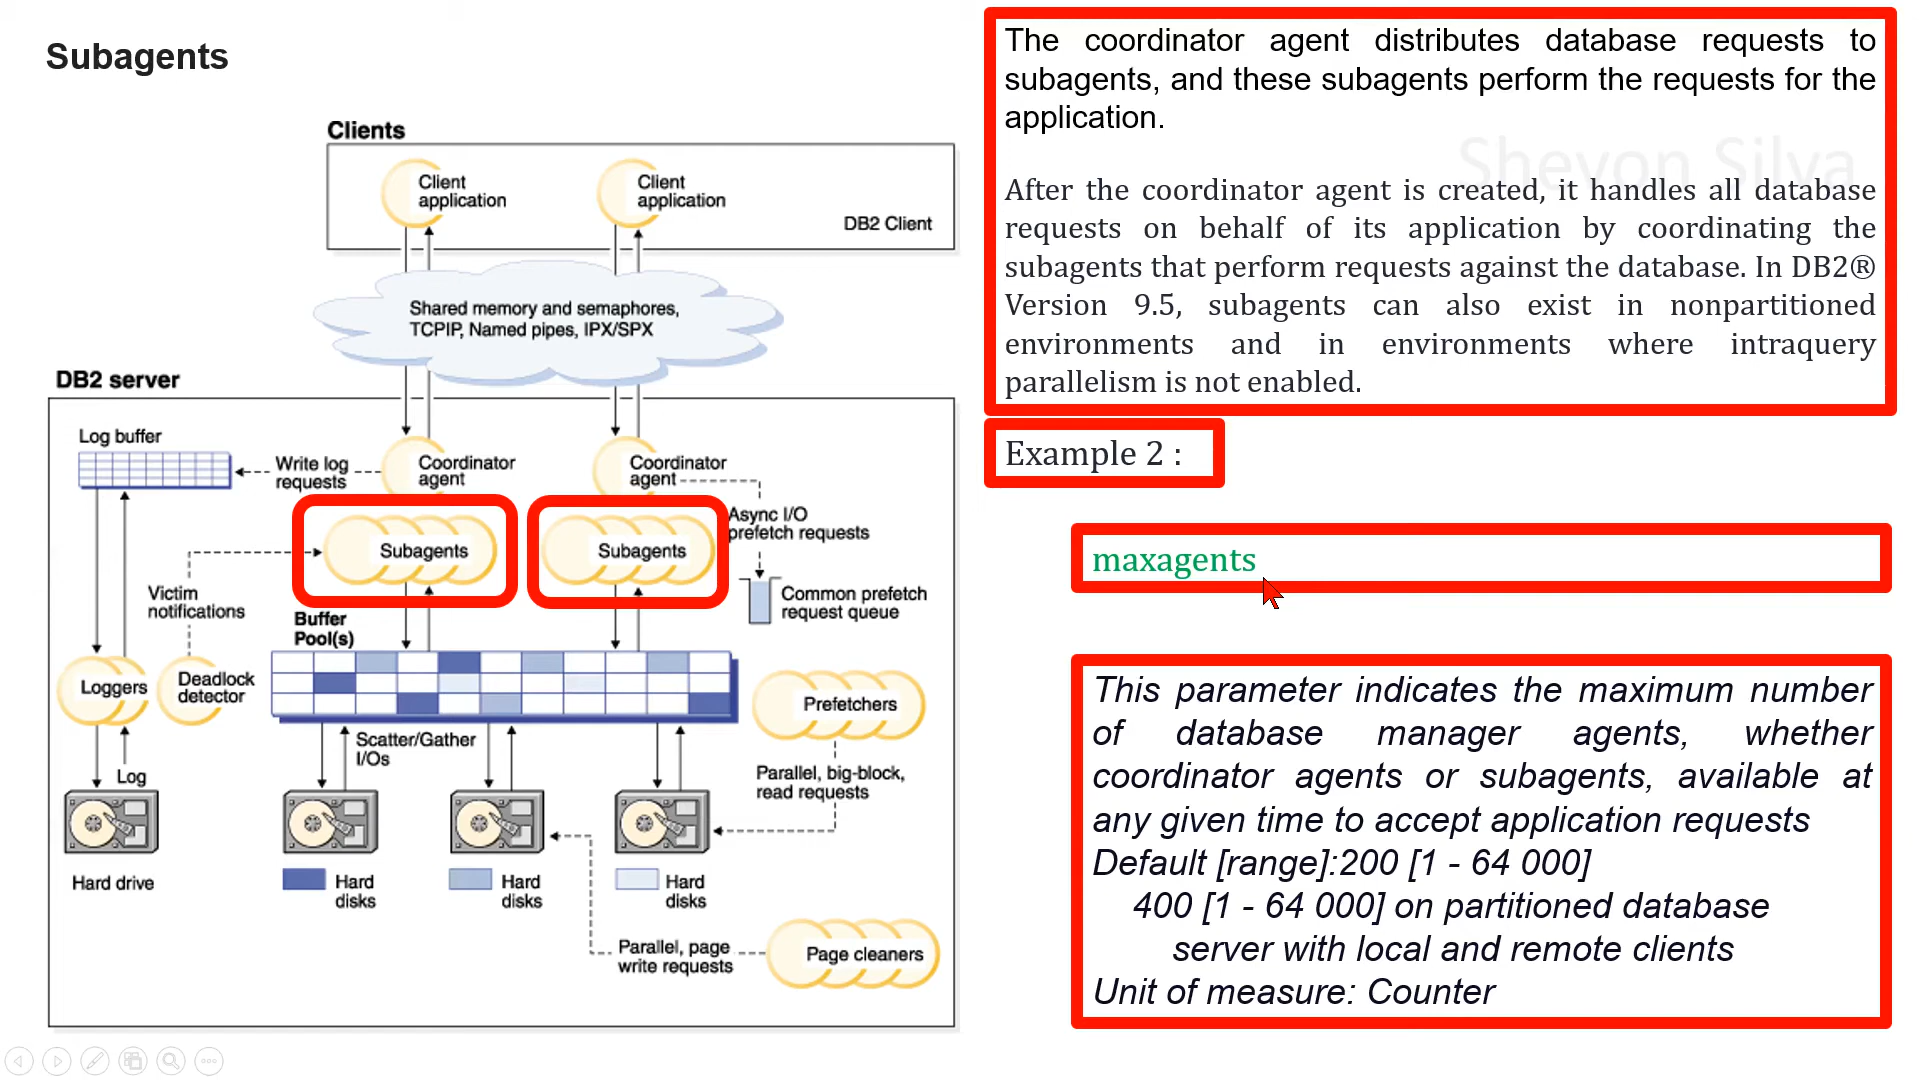 Subagents
Clients
Client
application
Client
application
DB2 Client
Shared memory and semaphores,
TCPIP, Named pipes, IPX/SPX
DB2 server
Log buffer
Write log
requests
Coordinator
agent
Coordinator
agent
Async I/O
prefetch requests
Subagents
Subagents
Victim
notifications
Common prefetch
request queue
Buffer
Pool(s)
Loggers
Deadlock
detector
Prefetchers
Scatter/Gather
I/Os
Log
Parallel, big-block,
read requests
Hard drive
Hard
disks
Hard
disks
Hard
disks
Parallel, page
write requests
Page cleaners
The coordinator agent distributes database requests to
subagents, and these subagents perform the requests for the
application.
Shevon Silva
After the coordinator agent is created, it handles all database
requests on behalf of its application by coordinating the
subagents that perform requests against the database. In DB2®
Version 9.5, subagents can also exist in nonpartitioned
environments and in environments where intraquery
parallelism is not enabled.
Example 2 :
maxagents
This parameter indicates the maximum number
of database manager agents, whether
coordinator agents or subagents, available at
any given time to accept application requests
Default [range]:200 [1 - 64 000]
400 [1 - 64 000] on partitioned database
server with local and remote clients
Unit of measure: Counter